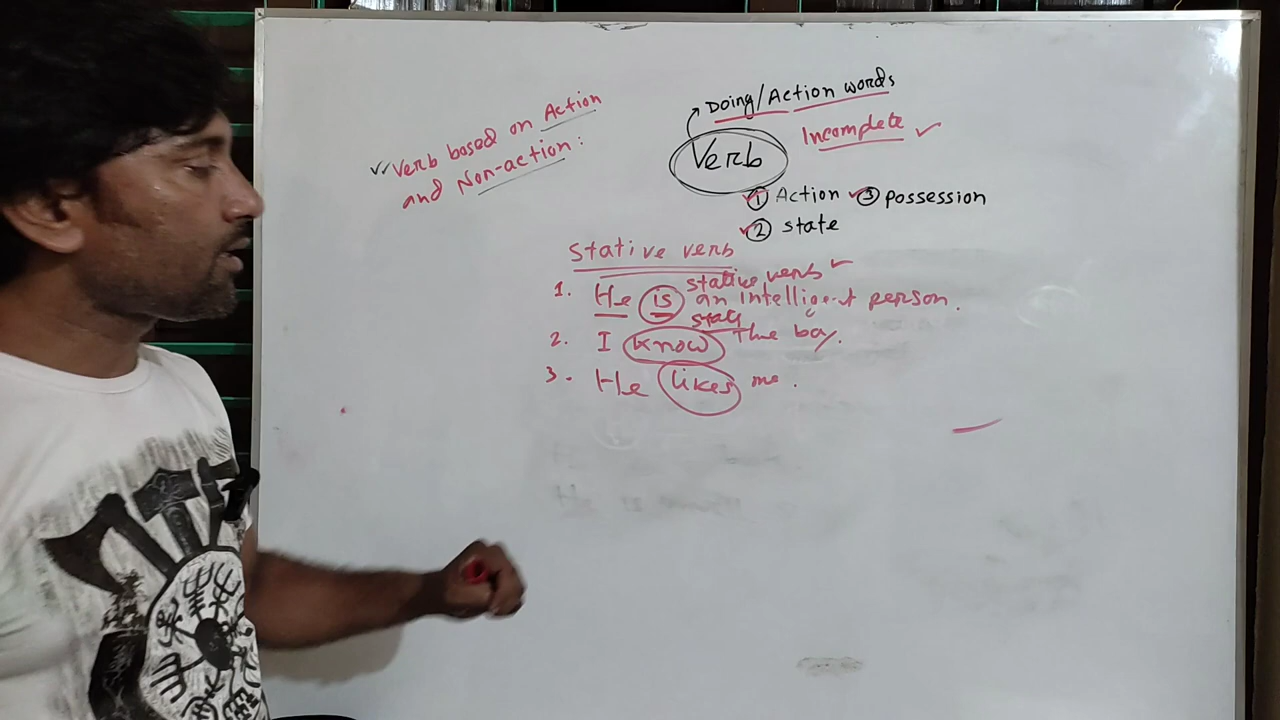 Verb based on Action
and Non-action:
Doing/Action words
Incomplete
Verb
① Action ③ possession
② state
Stative verb
stative verb
1. He is an intelligent person.
state
2. I know the boy.
3. He likes me.